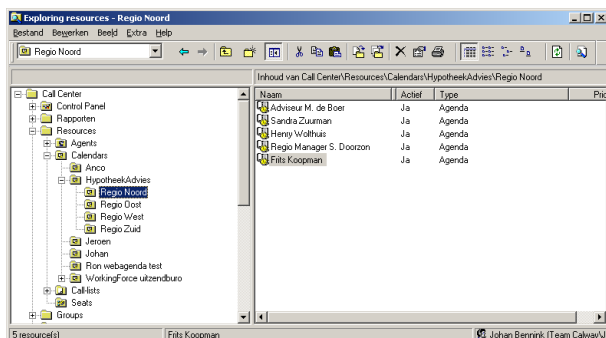 Exploring resources - Regio Noord
Bestand Bewerken Beeld Extra Help
Regio Noord
Inhoud van Call Center\Resources\Calendars\HypotheekAdvies\Regio Noord
Call Center
Control Panel
Rapporten
Resources
Agents
Calendars
Anco
HypotheekAdvies
Regio Noord
Regio Oost
Regio West
Regio Zuid
Jeroen
Johan
Ron webagenda test
WorkingForce uitzendburo
Call-lists
Seats
Groups
Naam Actief Type Prio
Adviseur M. de Boer Ja Agenda
Sandra Zuurman Ja Agenda
Henry Wolthuis Ja Agenda
Regio Manager S. Doorzon Ja Agenda
Frits Koopman Ja Agenda
5 resource(s) Frits Koopman Johan Bennink (Team Calway\J